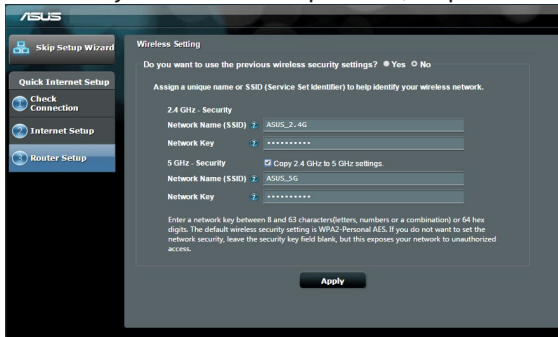 ASUS
Skip Setup Wizard
Quick Internet Setup
1 Check Connection
2 Internet Setup
3 Router Setup
Wireless Setting
Do you want to use the previous wireless security settings? Yes No
Assign a unique name or SSID (Service Set Identifier) to help identify your wireless network.
2.4 GHz - Security
Network Name (SSID) ? ASUS_2.4G
Network Key ? ••••••••••
5 GHz - Security Copy 2.4 GHz to 5 GHz settings.
Network Name (SSID) ? ASUS_5G
Network Key ? ••••••••••
Enter a network key between 8 and 63 characters(letters, numbers or a combination) or 64 hex
digits. The default wireless security setting is WPA2-Personal AES. If you do not want to set the
network security, leave the security key field blank, but this exposes your network to unauthorized
access.
Apply